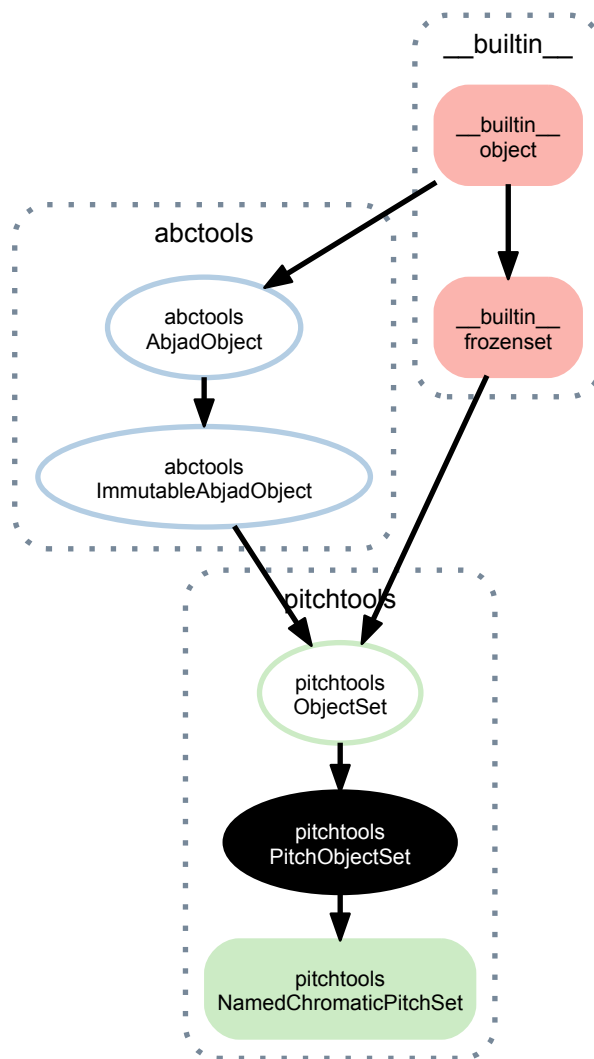 __builtin__
__builtin__
object
abctools
abctools
AbjadObject
__builtin__
frozenset
abctools
ImmutableAbjadObject
pitchtools
pitchtools
ObjectSet
pitchtools
PitchObjectSet
pitchtools
NamedChromaticPitchSet